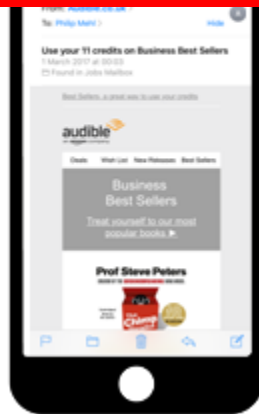 From: Audible.co.uk >
To: Philip Mehl > Hide
Use your 11 credits on Business Best Sellers
1 March 2017 at 00:03
Found in Jobs Mailbox
Best Sellers, a great way to use your credits
audible
an amazon company
Deals Wish List New Releases Best Sellers
Business
Best Sellers
Treat yourself to our most
popular books ▶
Prof Steve Peters
Chimp